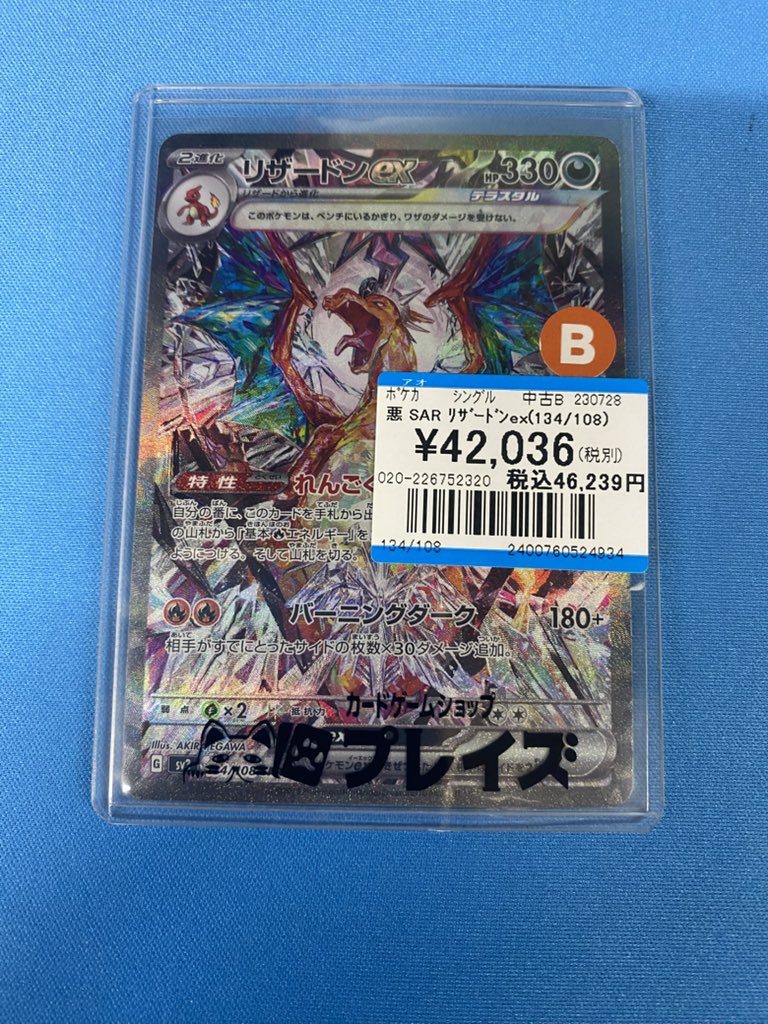 2進化
リザードンex
HP330
リザードから進化
テラスタル
このポケモンは、ベンチにいるかぎり、ワザのダメージを受けない。
B
アオ
ポケカ シングル 中古B 230728
悪 SAR リザードンex(134/108)
¥42,036(税別)
020-226752320 税込46,239円
134/108 2400760524934
特性 れんごく
自分の番に、このカードを手札から出
の山札から「基本 エネルギー」を
ようにつける。そして山札を切る。
バーニングダーク 180+
相手がすでにとったサイドの枚数×30ダメージ追加。
弱点 ×2 抵抗力
カードゲームショップ
プレイズ
Illus. AKIR EGAWA
G